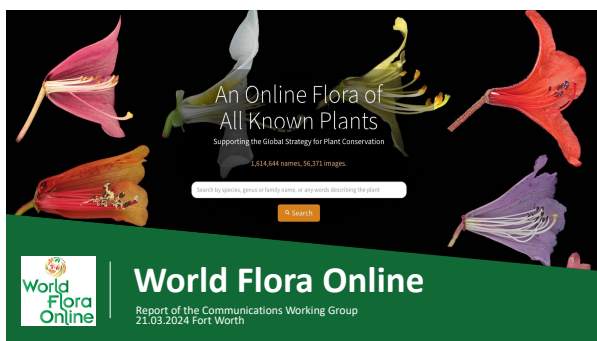 An Online Flora of
All Known Plants
Supporting the Global Strategy for Plant Conservation
1,614,644 names, 56,371 images.
Search by species, genus or family name, or any words describing the plant
Search
World
Flora
Online
World Flora Online
Report of the Communications Working Group
21.03.2024 Fort Worth